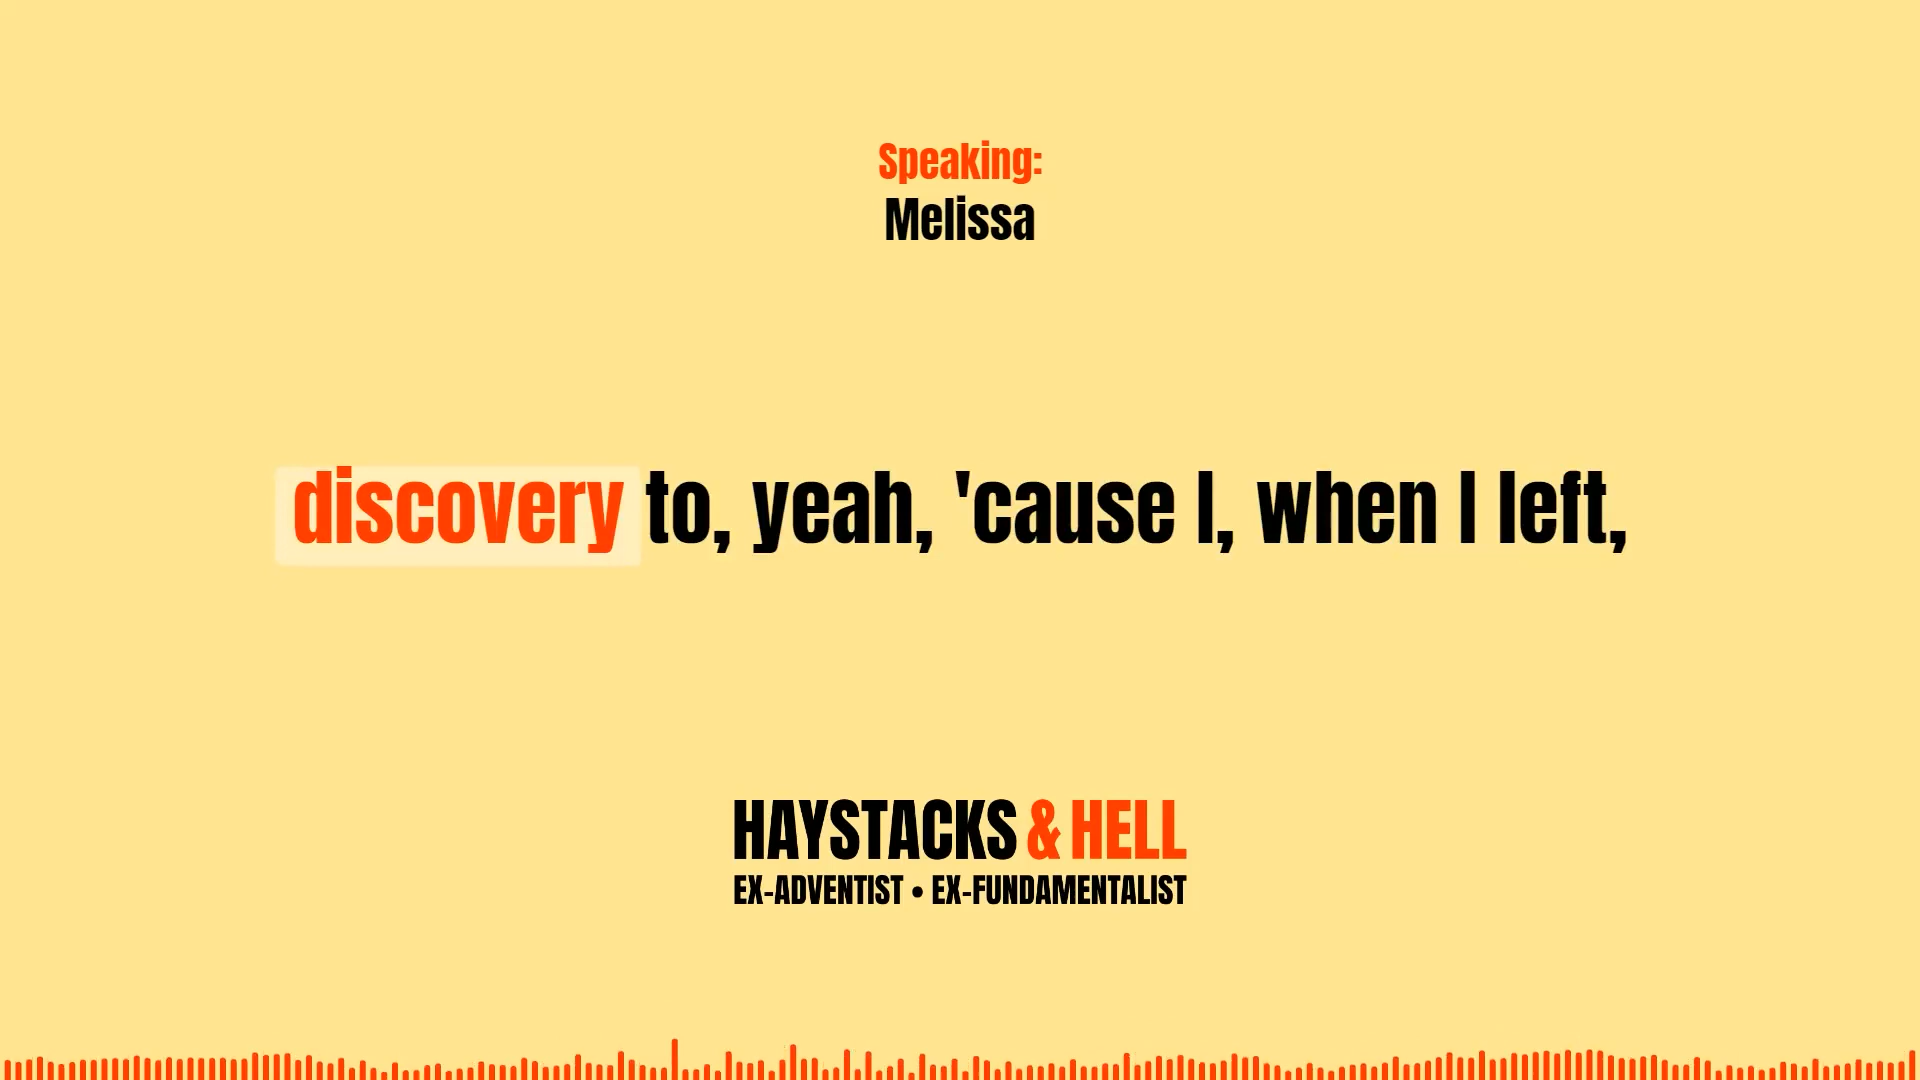 Speaking:
Melissa
discovery to, yeah, 'cause I, when I left,
HAYSTACKS & HELL
EX-ADVENTIST • EX-FUNDAMENTALIST